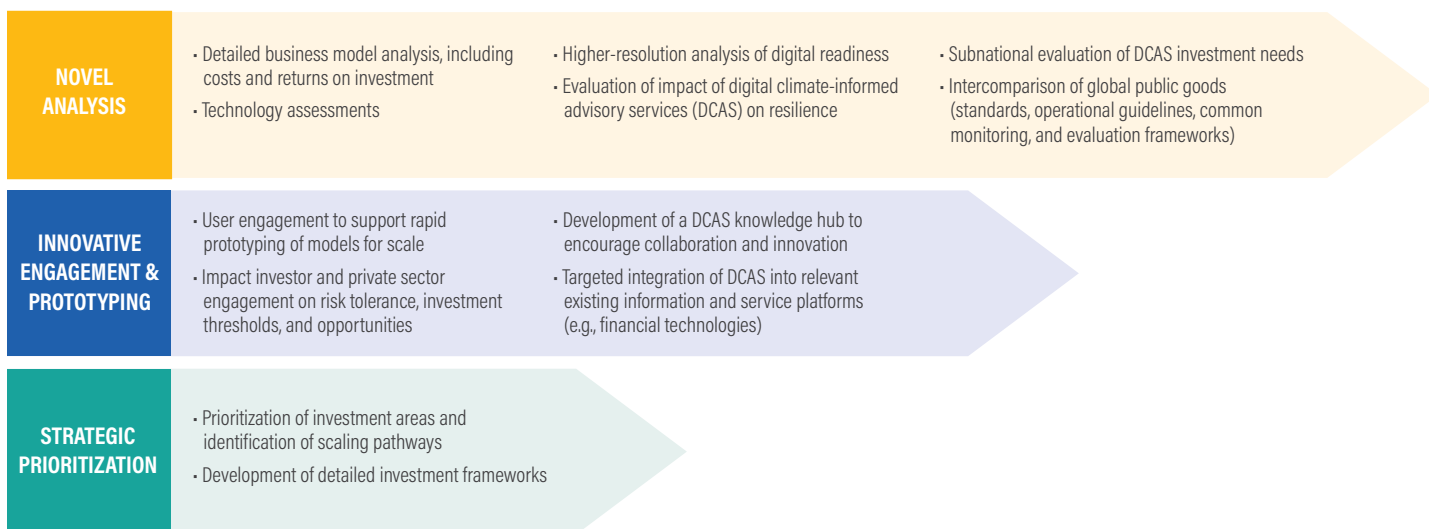 NOVEL
ANALYSIS
· Detailed business model analysis, including
costs and returns on investment
· Technology assessments
· Higher-resolution analysis of digital readiness
· Evaluation of impact of digital climate-informed
advisory services (DCAS) on resilience
· Subnational evaluation of DCAS investment needs
· Intercomparison of global public goods
(standards, operational guidelines, common
monitoring, and evaluation frameworks)
INNOVATIVE
ENGAGEMENT &
PROTOTYPING
· User engagement to support rapid
prototyping of models for scale
· Impact investor and private sector
engagement on risk tolerance, investment
thresholds, and opportunities
· Development of a DCAS knowledge hub to
encourage collaboration and innovation
· Targeted integration of DCAS into relevant
existing information and service platforms
(e.g., financial technologies)
STRATEGIC
PRIORITIZATION
· Prioritization of investment areas and
identification of scaling pathways
· Development of detailed investment frameworks